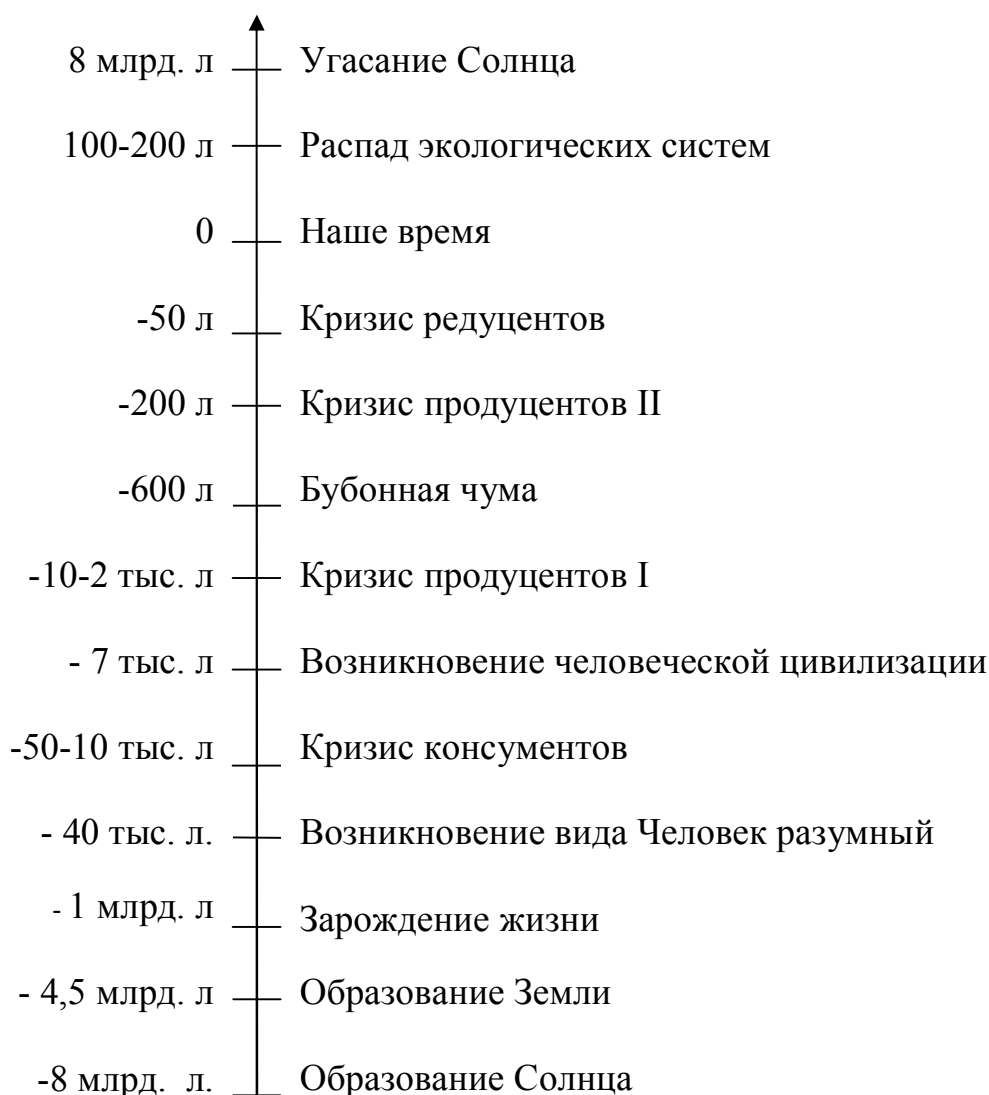 8 млрд. л Угасание Солнца
100-200 л Распад экологических систем
0 Наше время
-50 л Кризис редуцентов
-200 л Кризис продуцентов II
-600 л Бубонная чума
-10-2 тыс. л Кризис продуцентов I
- 7 тыс. л Возникновение человеческой цивилизации
-50-10 тыс. л Кризис консументов
- 40 тыс. л. Возникновение вида Человек разумный
- 1 млрд. л Зарождение жизни
- 4,5 млрд. л Образование Земли
-8 млрд. л. Образование Солнца